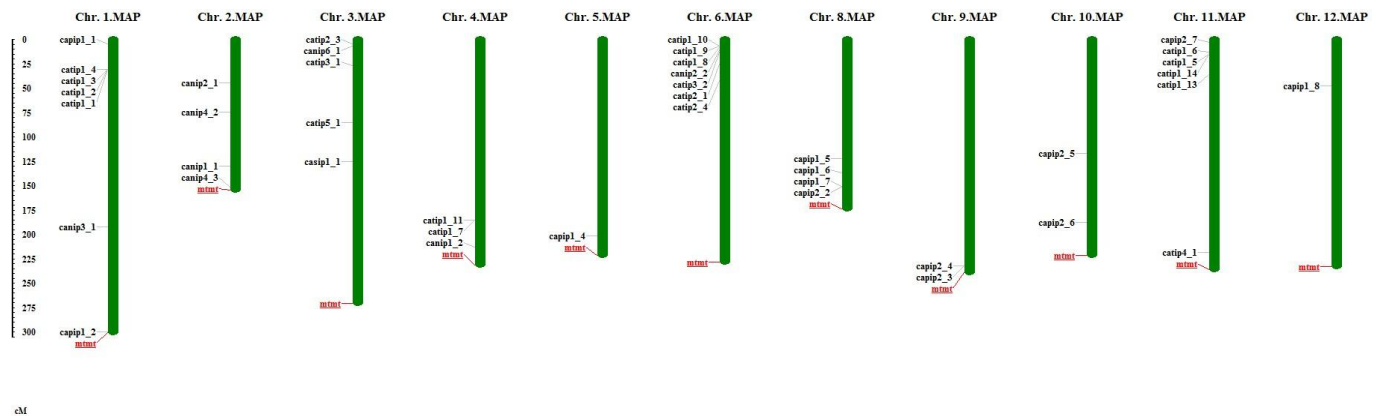 Chr. 1.MAP
Chr. 2.MAP
Chr. 3.MAP
Chr. 4.MAP
Chr. 5.MAP
Chr. 6.MAP
Chr. 8.MAP
Chr. 9.MAP
Chr. 10.MAP
Chr. 11.MAP
Chr. 12.MAP
0
25
50
75
100
125
150
175
200
225
250
275
300
cM
capip1_1
catip1_4
catip1_3
catip1_2
catip1_1
canip3_1
capip1_2
mtmt
canip2_1
canip4_2
canip1_1
canip4_3
mtmt
catip2_3
canip6_1
catip3_1
catip5_1
casip1_1
mtmt
catip1_11
catip1_7
canip1_2
mtmt
capip1_4
mtmt
catip1_10
catip1_9
catip1_8
canip2_2
catip3_2
catip2_1
catip2_4
mtmt
capip1_5
capip1_6
capip1_7
capip2_2
mtmt
capip2_4
capip2_3
mtmt
capip2_5
capip2_6
mtmt
capip2_7
catip1_6
catip1_5
catip1_14
catip1_13
catip4_1
mtmt
capip1_8
mtmt